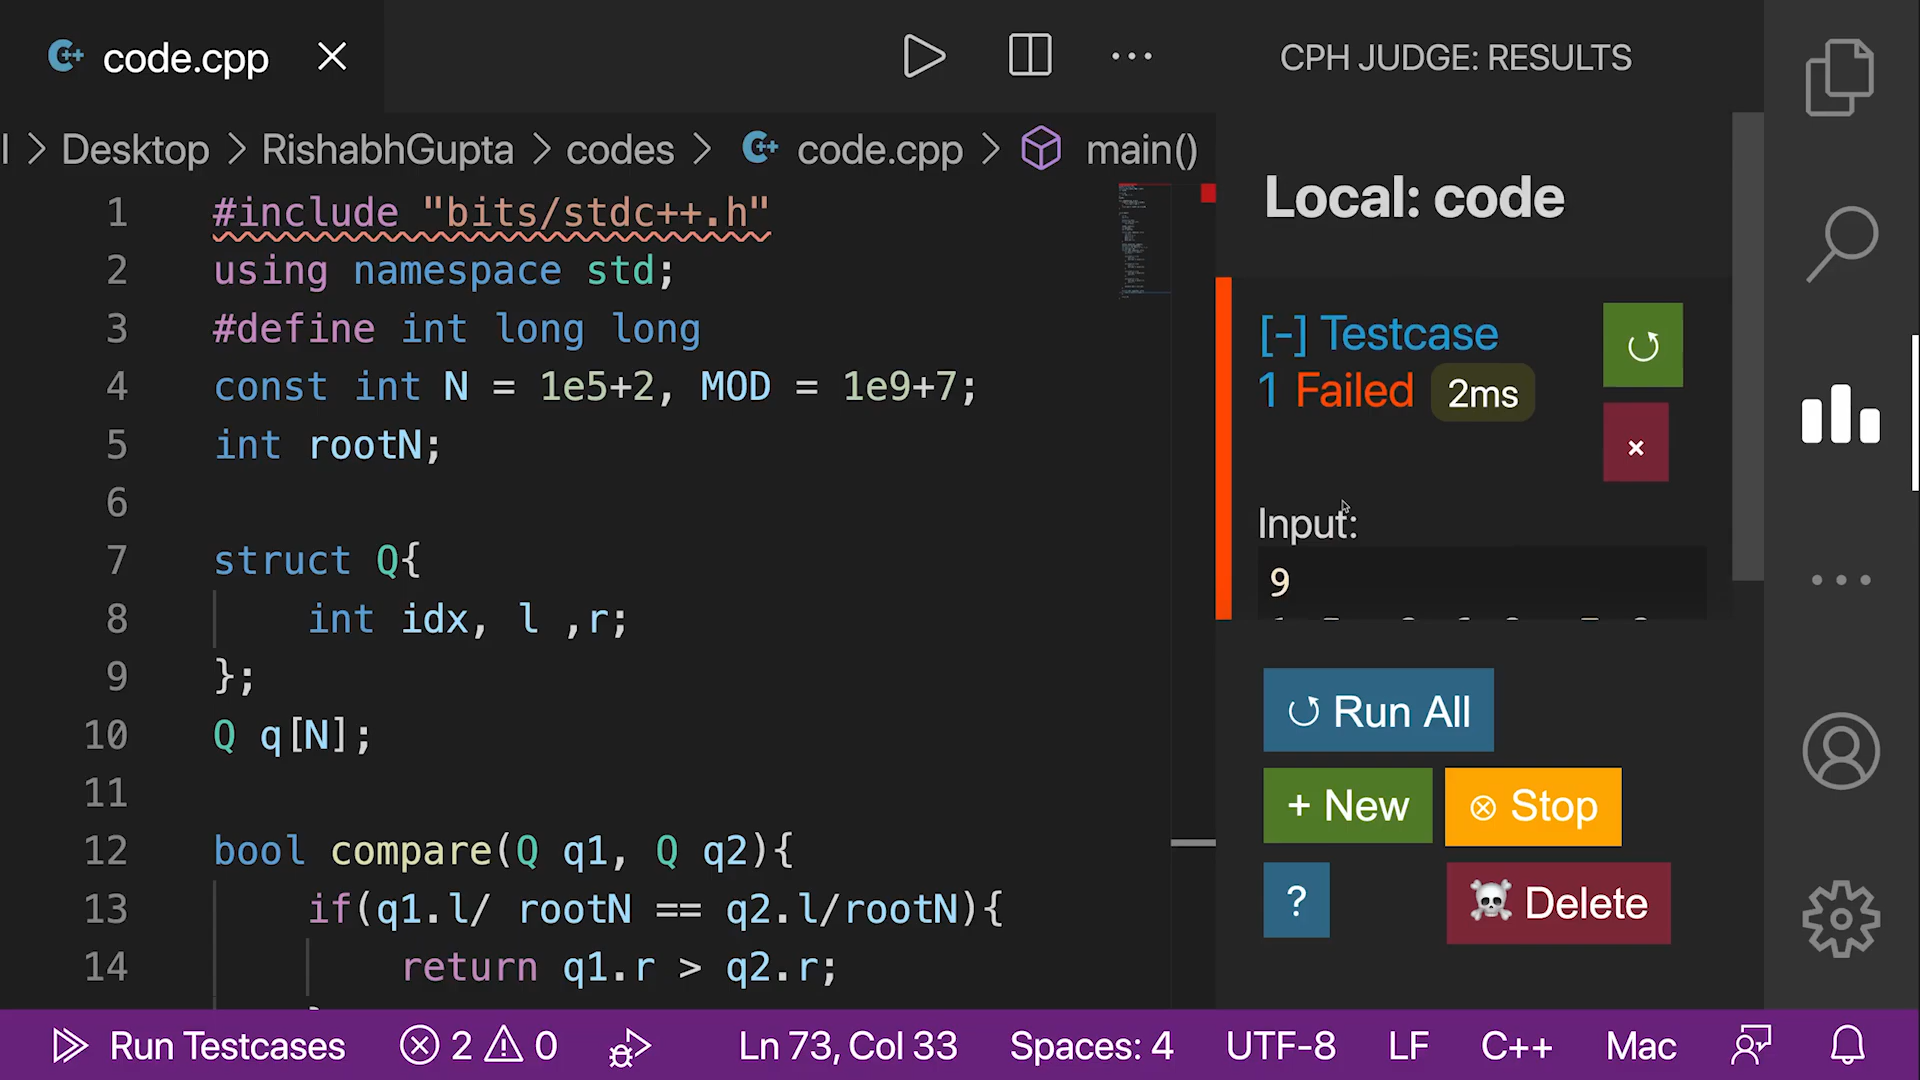 code.cpp
CPH JUDGE: RESULTS
l > Desktop > RishabhGupta > codes > code.cpp > main()
1 #include "bits/stdc++.h"
2 using namespace std;
3 #define int long long
4 const int N = 1e5+2, MOD = 1e9+7;
5 int rootN;
6
7 struct Q{
8 int idx, l ,r;
9 };
10 Q q[N];
11
12 bool compare(Q q1, Q q2){
13 if(q1.l/ rootN == q2.l/rootN){
14 return q1.r > q2.r;
Local: code
[-] Testcase
1 Failed 2ms
Input:
9
Run All
+ New
Stop
?
Delete
Run Testcases 2 0 Ln 73, Col 33 Spaces: 4 UTF-8 LF C++ Mac